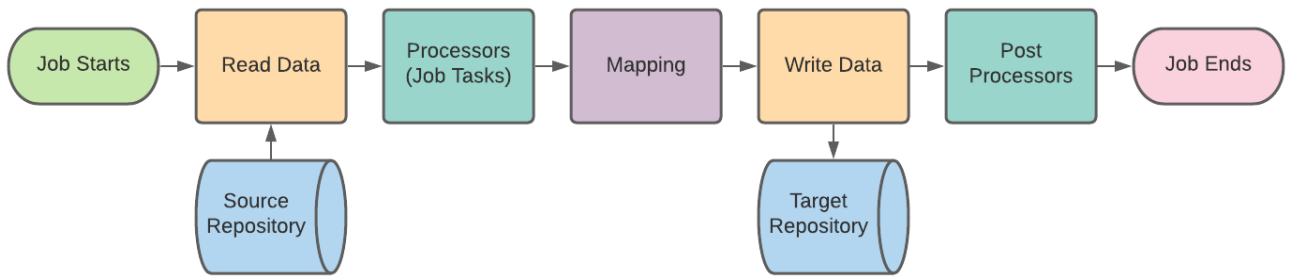 Job Starts
Read Data
Processors
(Job Tasks)
Mapping
Write Data
Post
Processors
Job Ends
Source
Repository
Target
Repository